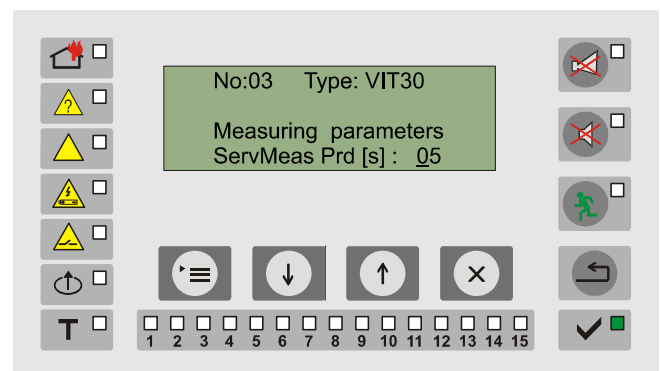 No:03 Type: VIT30
Measuring parameters
ServMeas Prd [s] : 05
?
T
1 2 3 4 5 6 7 8 9 10 11 12 13 14 15